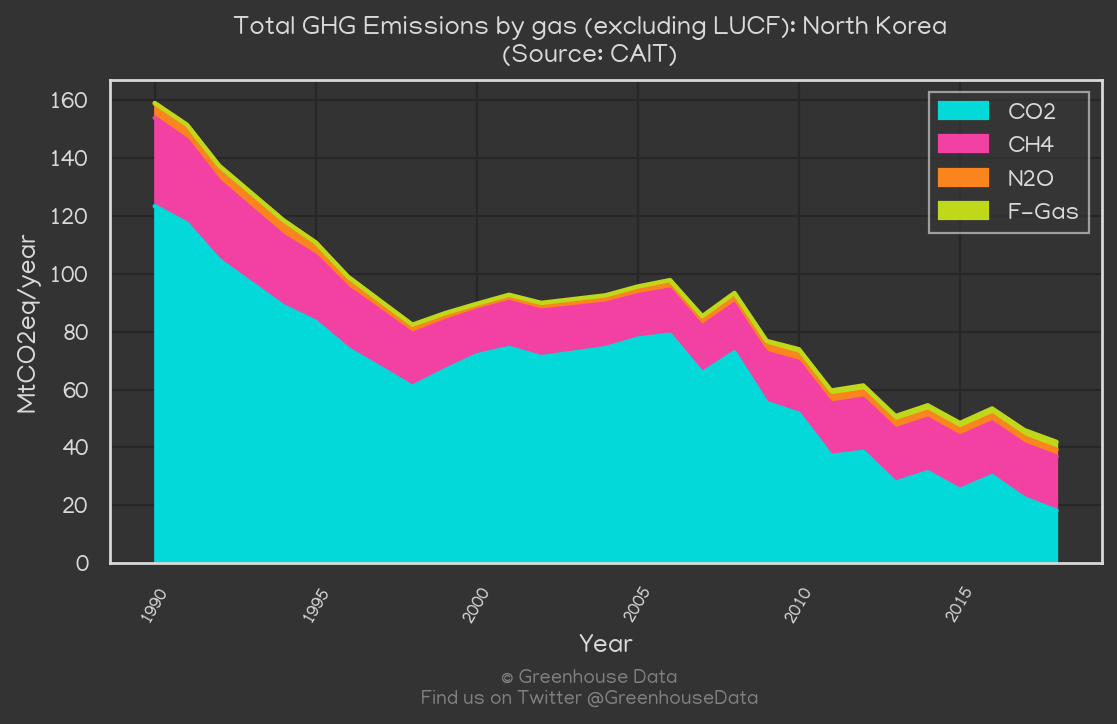 Total GHG Emissions by gas (excluding LUCF): North Korea
(Source: CAIT)
CO2
CH4
N2O
F-Gas
MtCO2eq/year
160
140
120
100
80
60
40
20
0
1990
1995
2000
2005
2010
2015
Year
© Greenhouse Data
Find us on Twitter @GreenhouseData